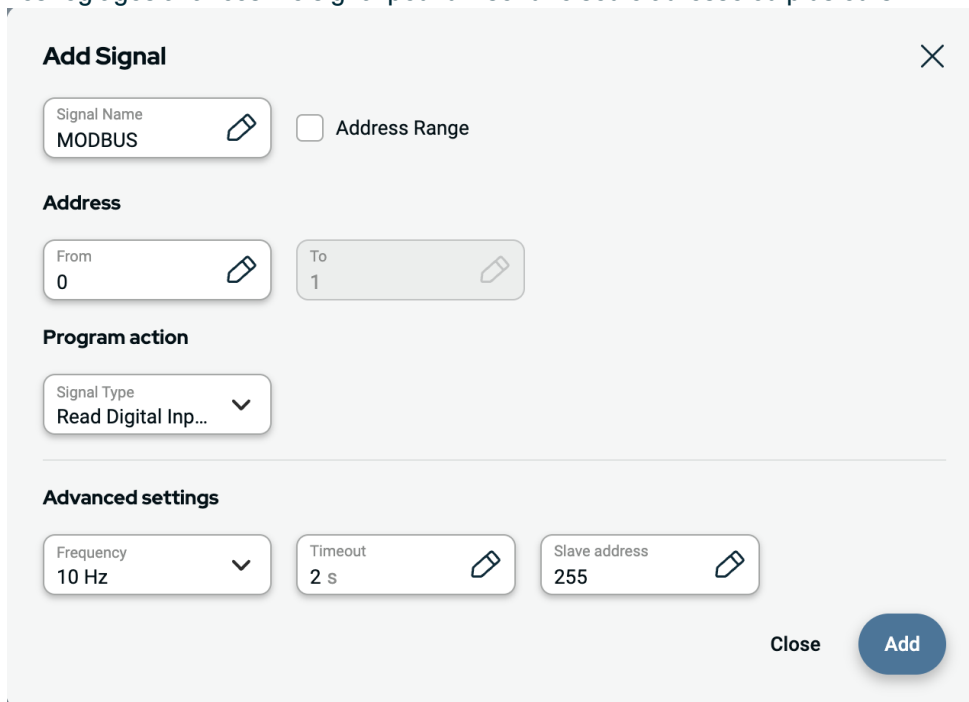 Add Signal
Signal Name
MODBUS
Address Range
Address
From
0
To
1
Program action
Signal Type
Read Digital Inp...
Advanced settings
Frequency
10 Hz
Timeout
2 s
Slave address
255
Close
Add